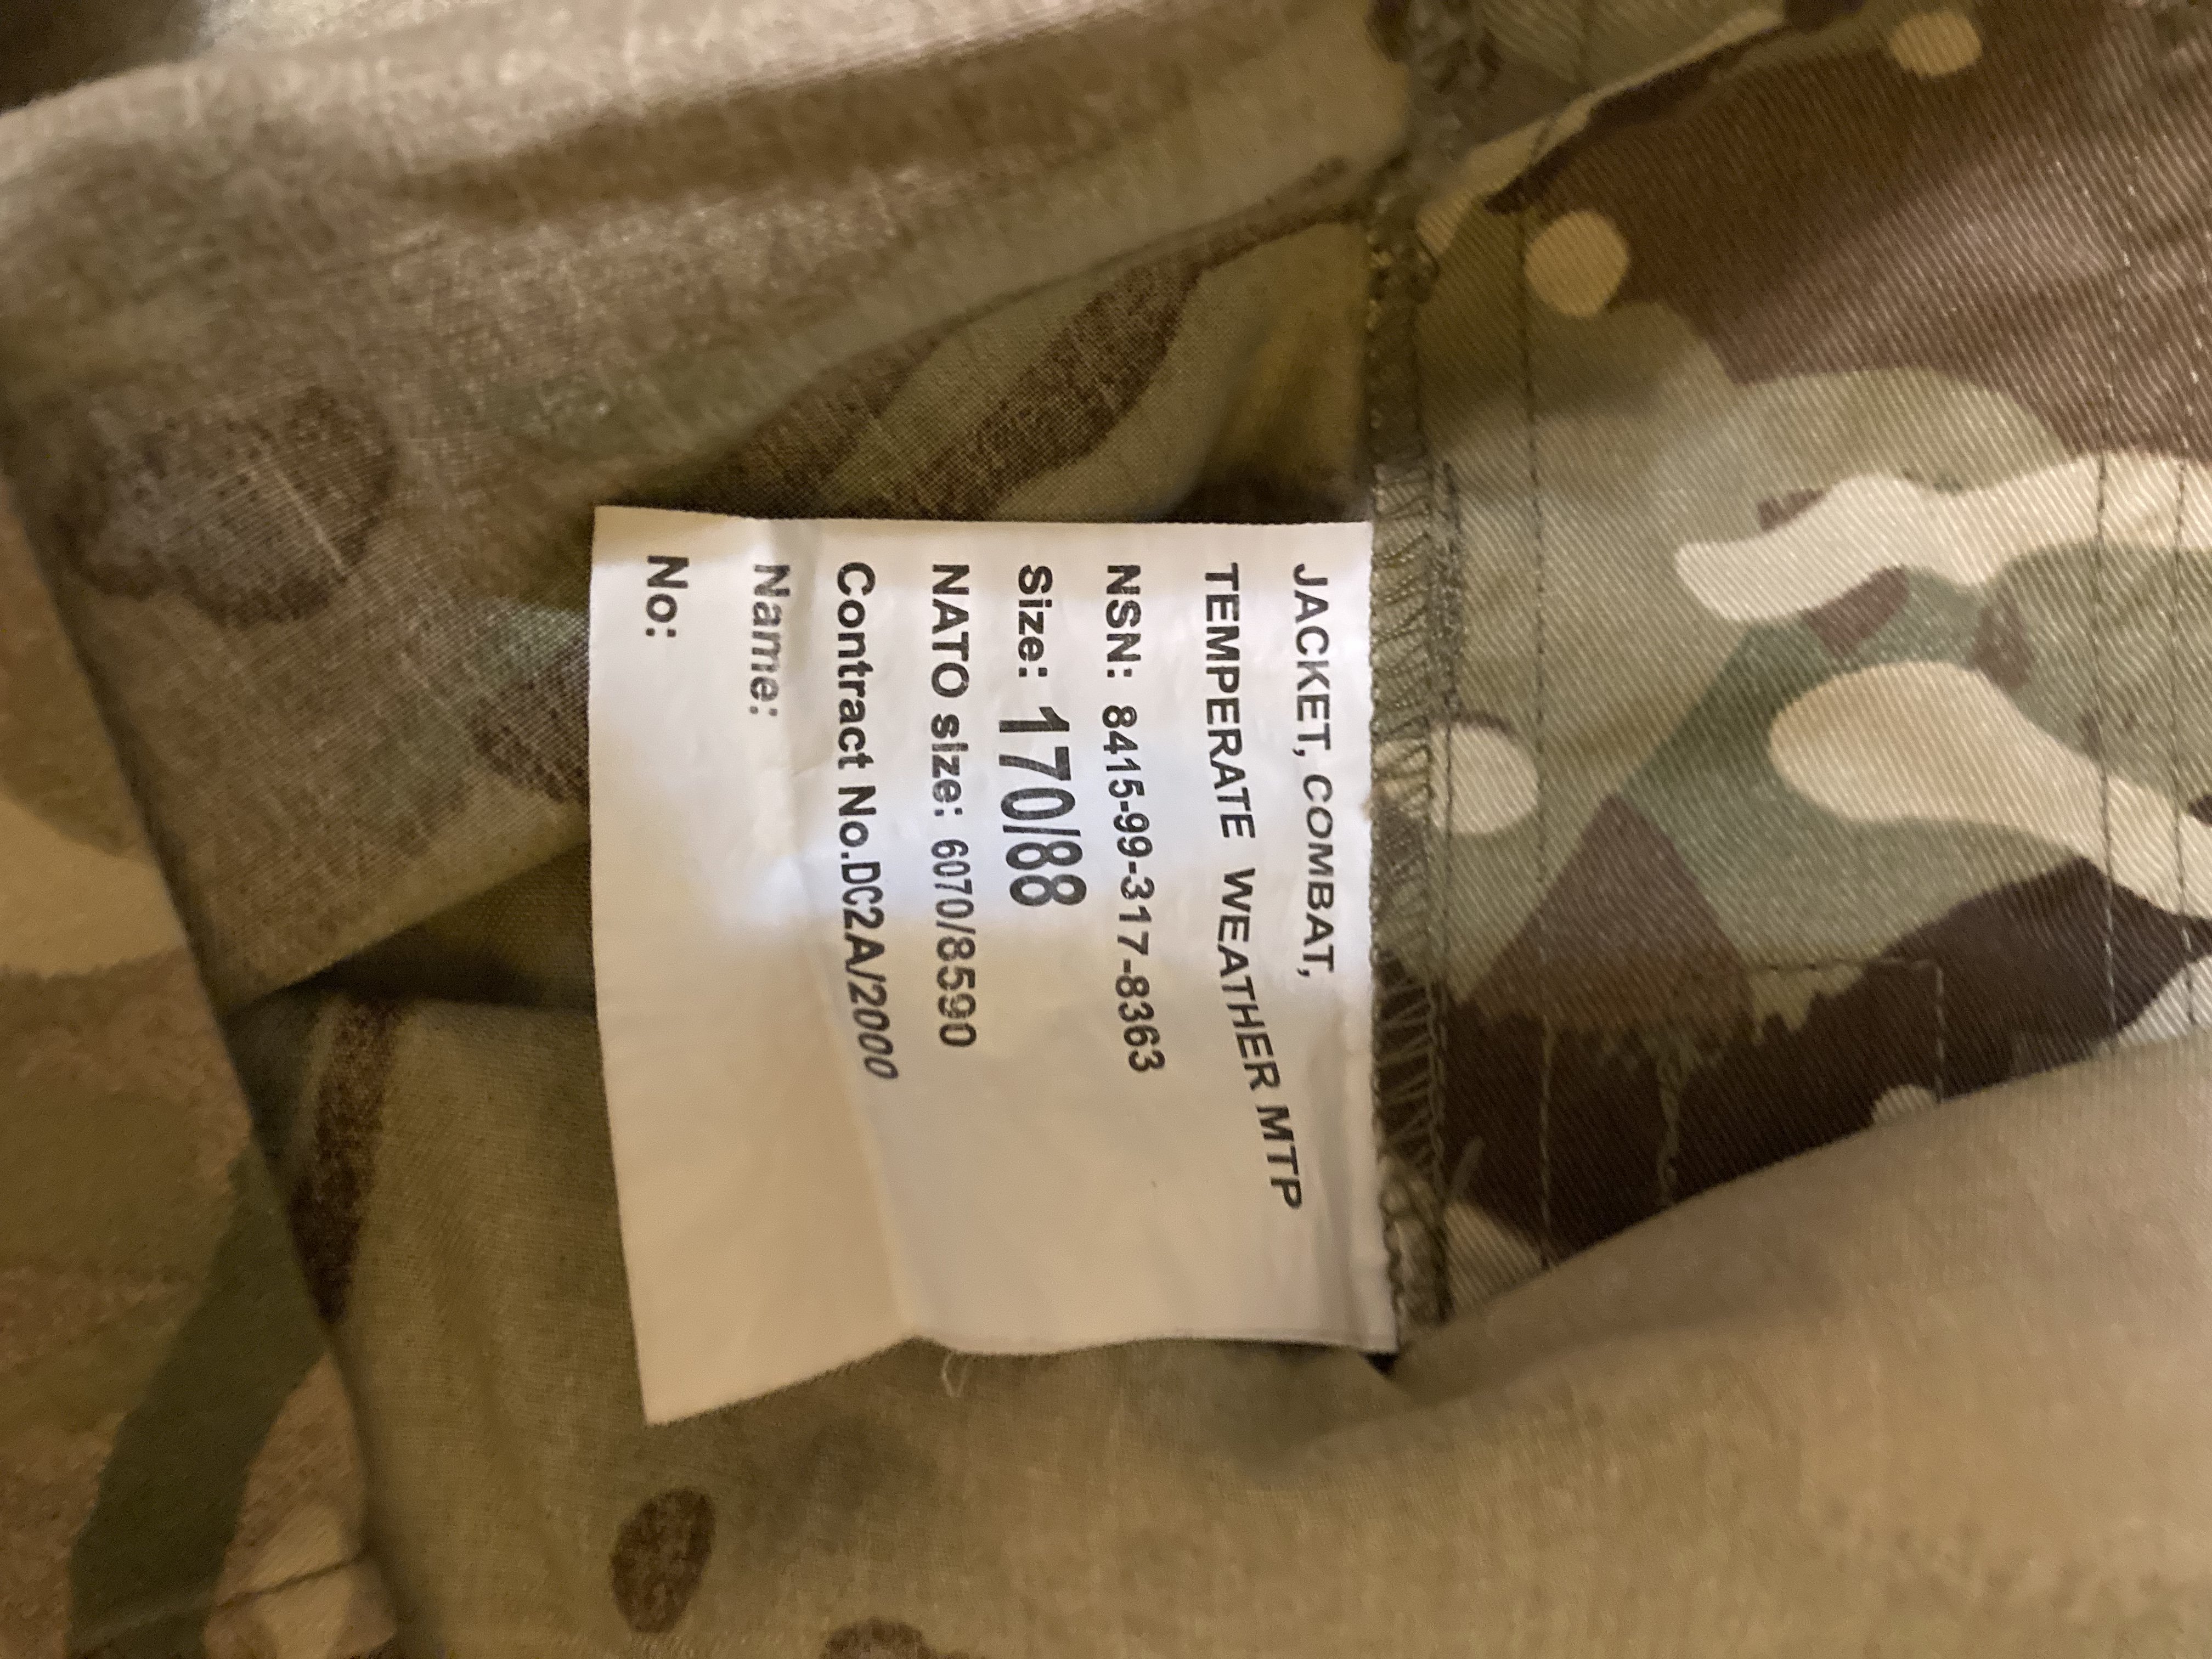 JACKET, COMBAT,
TEMPERATE WEATHER MTP
NSN: 8415-99-317-8363
Size: 170/88
NATO size: 6070/8590
Contract No.DC2A/2000
Name:
No: